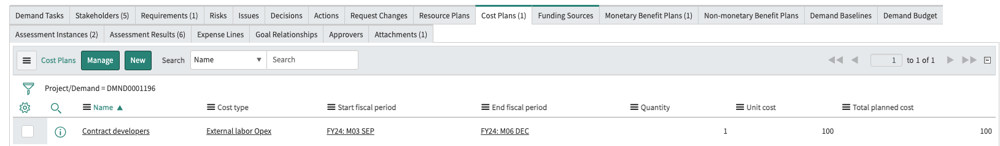 Demand Tasks Stakeholders (5) Requirements (1) Risks Issues Decisions Actions Request Changes Resource Plans Cost Plans (1) Funding Sources Monetary Benefit Plans (1) Non-monetary Benefit Plans Demand Baselines Demand Budget
Assessment Instances (2) Assessment Results (6) Expense Lines Goal Relationships Approvers Attachments (1)
Cost Plans Manage New Search Name Search 1 to 1 of 1
Project/Demand = DMND0001196
Name Cost type Start fiscal period End fiscal period Quantity Unit cost Total planned cost
Contract developers External labor Opex FY24: M03 SEP FY24: M06 DEC 1 100 100